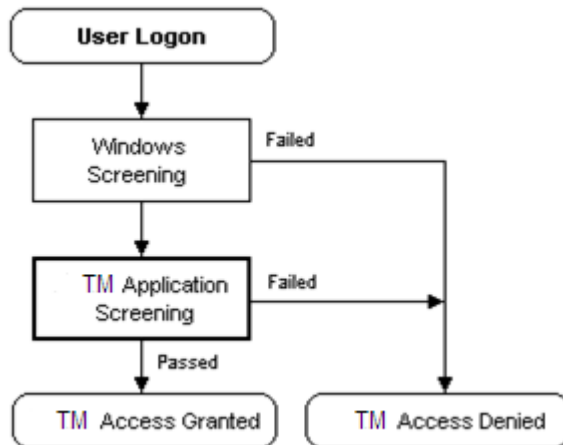 User Logon
Windows
Screening
Failed
TM Application
Screening
Failed
Passed
TM Access Granted
TM Access Denied